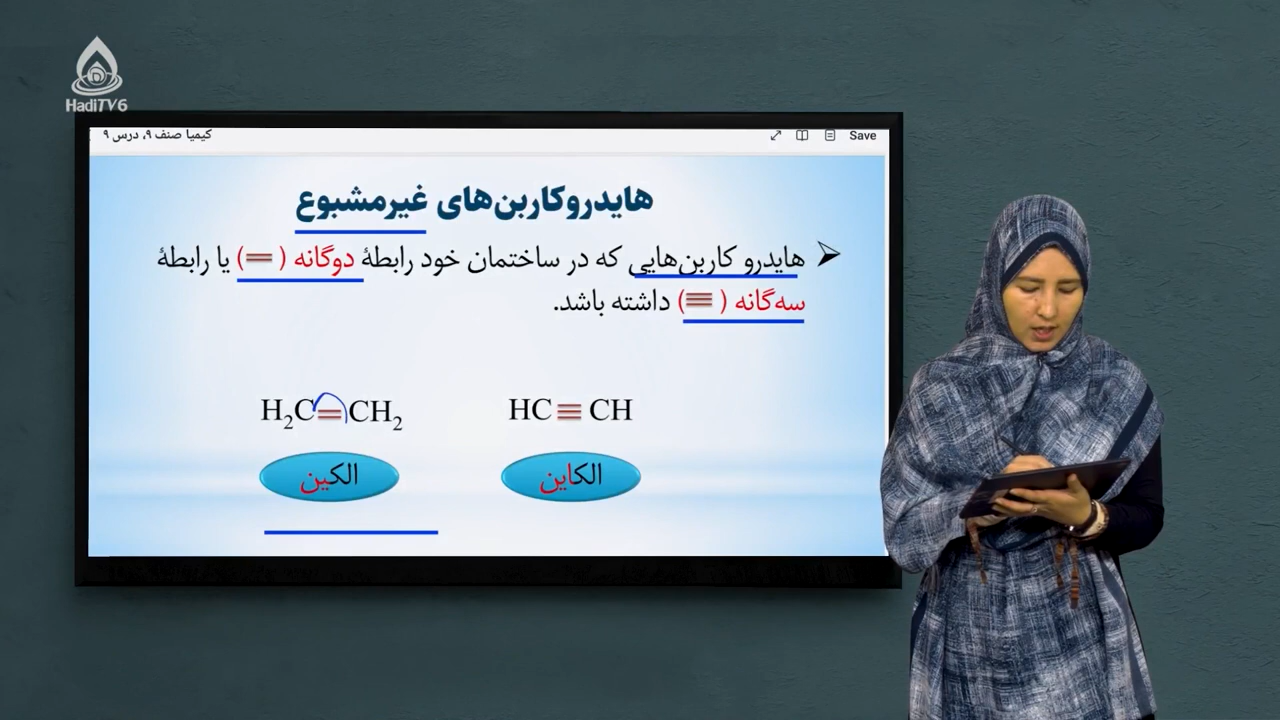 HadiTV6
کیمیا صنف ۹، درس ۹
Save
هایدروکاربن‌های غیرمشبوع
هایدرو کاربن‌هایی که در ساختمان خود رابطهٔ دوگانه ( = ) یا رابطهٔ
سه‌گانه ( ≡ ) داشته باشد.
H₂C=CH₂
HC≡CH
الکین
الکاین